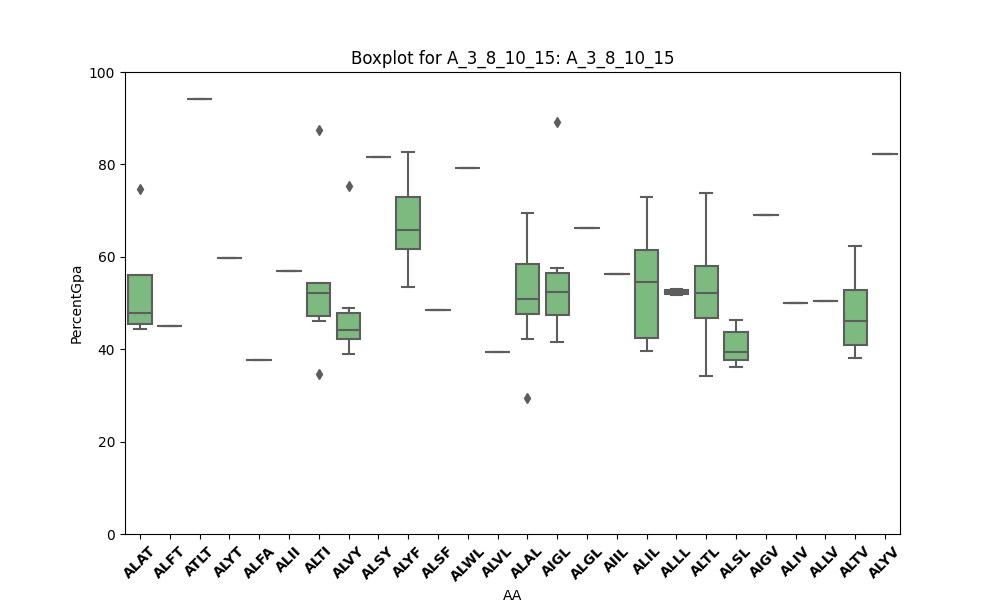 Boxplot for A_3_8_10_15: A_3_8_10_15
100
80
60
40
20
0
PercentGpa
ALAT ALFT ATLT ALYT ALFA ALII ALTI ALVY ALSY ALYF ALSF ALWL ALVL ALAL AIGL ALGL AIIL ALIL ALLL ALTL ALSL AIGV ALIV ALLV ALTV ALYV
AA